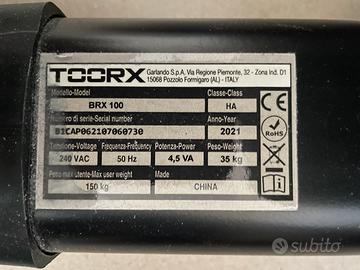 TOORX
Garlando S.p.A. Via Regione Piemonte, 32 - Zona Ind. D1
15068 Pozzolo Formigaro (AL) - ITALY
Modello-Model
Classe-Class
BRX 100
HA
Numero di serie-Serial number
Anno-Year
B1CAP062107060730
2021
Tensione-Voltage
Frequenza-Frequency
Potenza-Power
Peso-Weight
240 VAC
50 Hz
4,5 VA
35 kg
Peso max utente-Max user weight
Made
150 kg
CHINA
RoHS
CE
subito